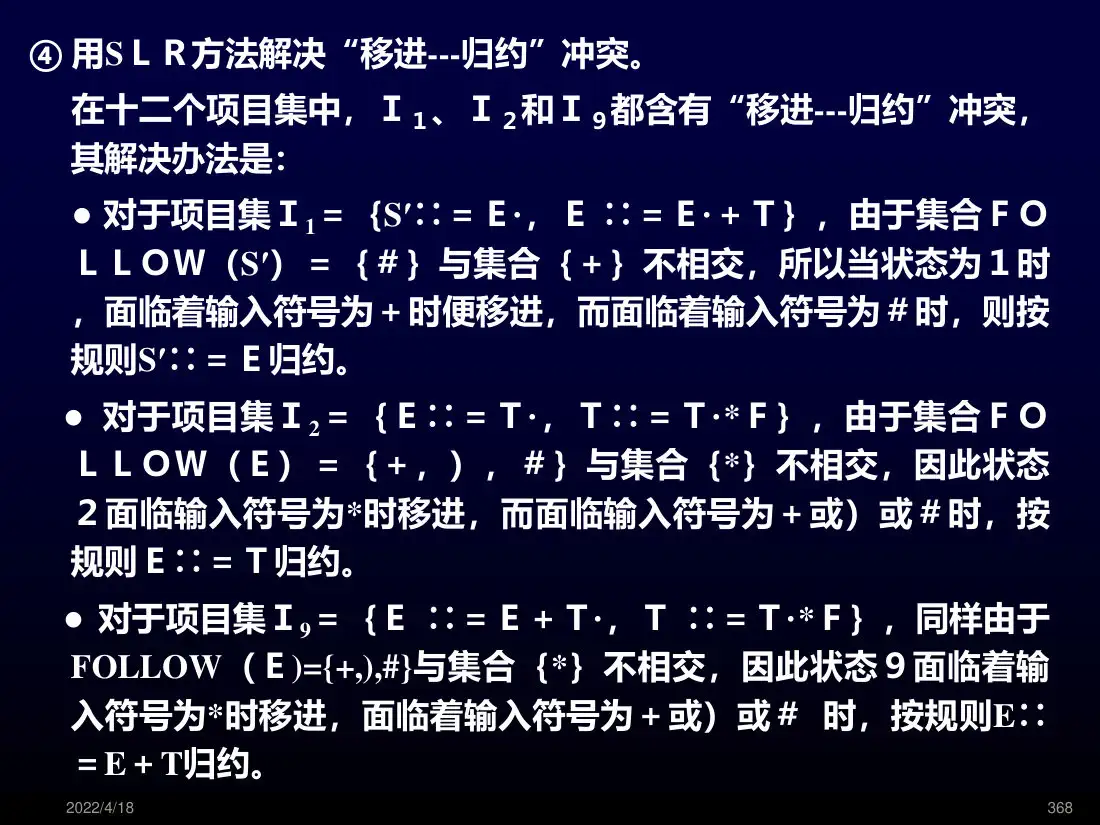 ④ 用SＬＲ方法解决“移进---归约”冲突。
在十二个项目集中，Ｉ1、Ｉ2和Ｉ9都含有“移进---归约”冲突，
其解决办法是：
● 对于项目集Ｉ1＝｛S′∷＝Ｅ·，Ｅ ∷＝Ｅ·＋Ｔ｝，由于集合ＦＯ
ＬＬＯＷ（S′）＝｛＃｝与集合｛＋｝不相交，所以当状态为１时
，面临着输入符号为＋时便移进，而面临着输入符号为＃时，则按
规则S′∷＝Ｅ归约。
● 对于项目集Ｉ2＝｛Ｅ∷＝Ｔ·，Ｔ∷＝Ｔ·*Ｆ｝，由于集合ＦＯ
ＬＬＯＷ（Ｅ）＝｛＋，），＃｝与集合｛*｝不相交，因此状态
２面临输入符号为*时移进，而面临输入符号为＋或）或＃时，按
规则Ｅ∷＝Ｔ归约。
● 对于项目集Ｉ9＝｛Ｅ ∷＝Ｅ＋Ｔ·，Ｔ ∷＝Ｔ·*Ｆ｝，同样由于
FOLLOW（Ｅ)={+,),#}与集合｛*｝不相交，因此状态９面临着输
入符号为*时移进，面临着输入符号为＋或）或＃ 时，按规则E∷
＝E＋T归约。
2022/4/18
368